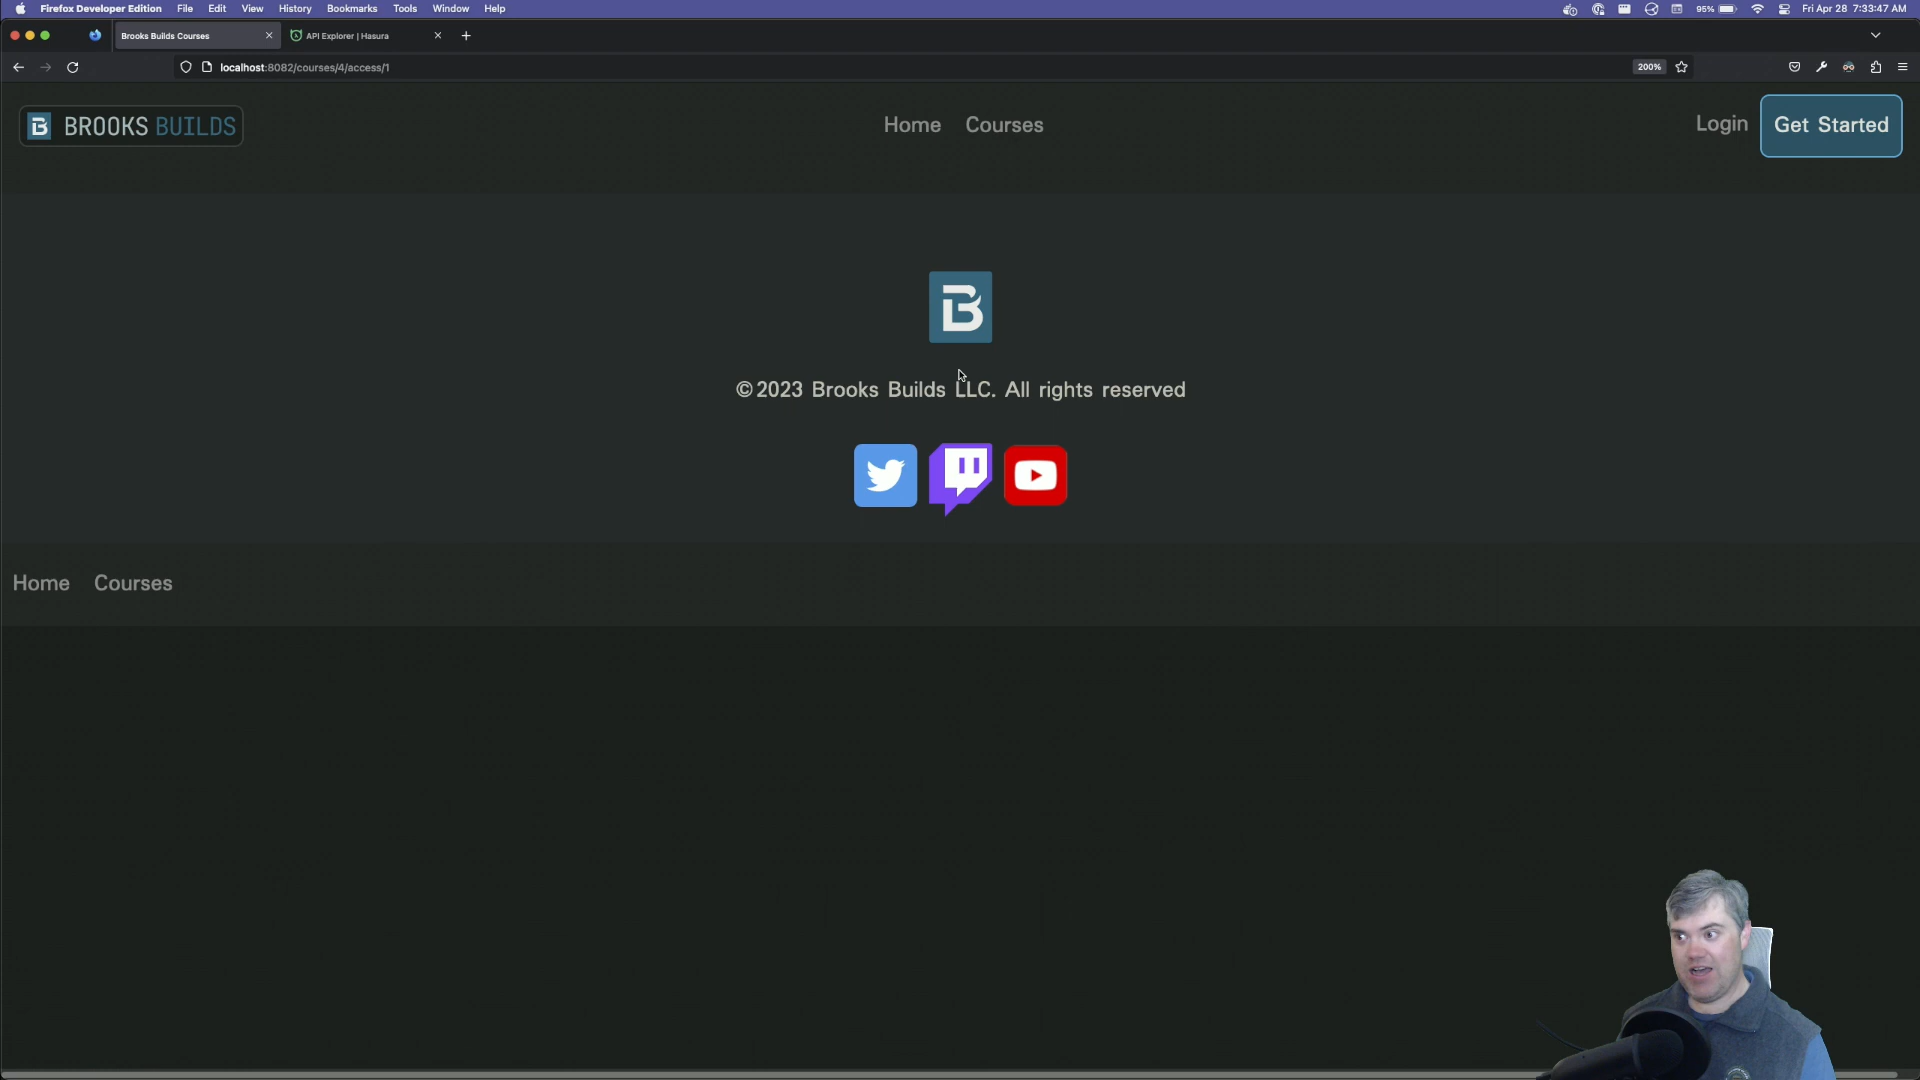 Firefox Developer Edition File Edit View History Bookmarks Tools Window Help 95% Fri Apr 28 7:33:47 AM
Brooks Builds Courses API Explorer | Hasura
localhost:8082/courses/4/access/1 200%
B BROOKS BUILDS Home Courses Login Get Started
B
©2023 Brooks Builds LLC. All rights reserved
Home Courses